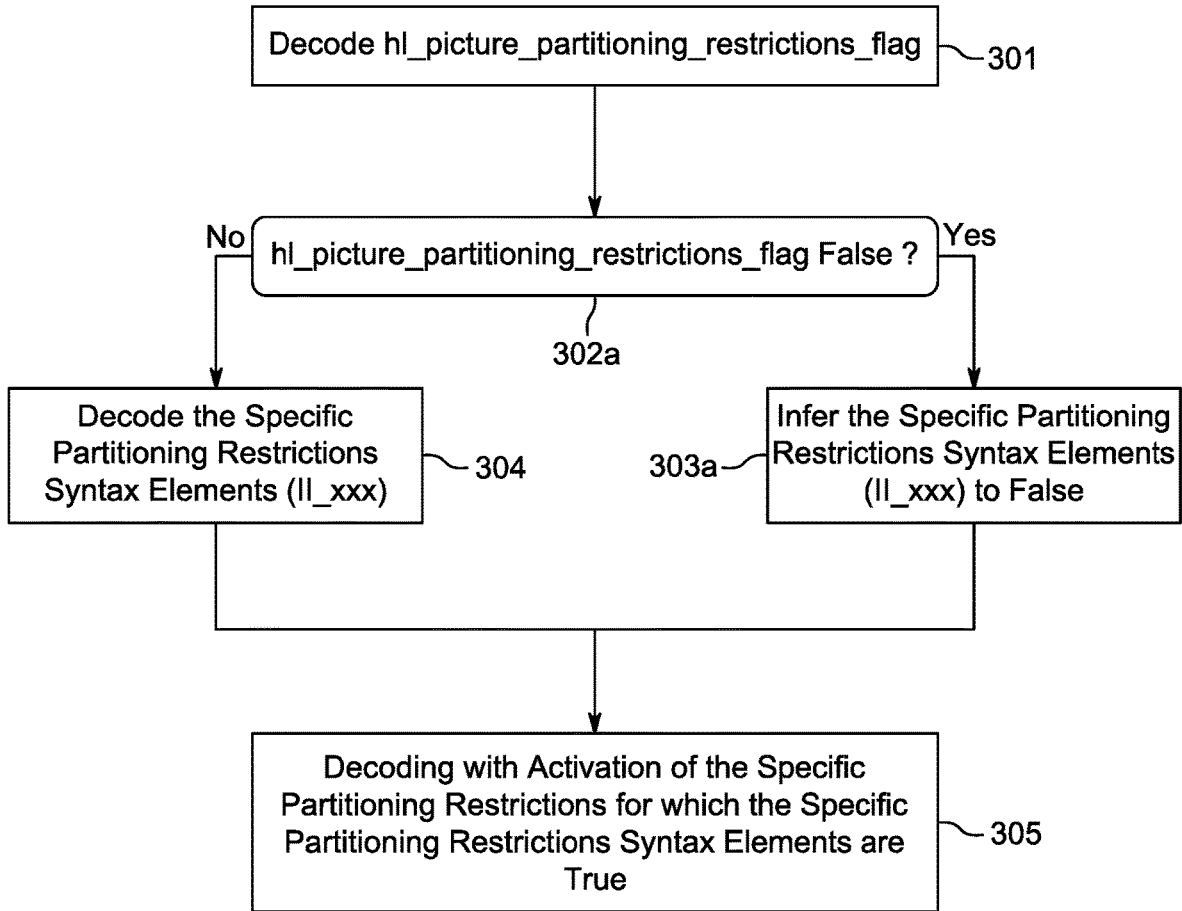 Decode hl_picture_partitioning_restrictions_flag
301
No
hl_picture_partitioning_restrictions_flag False ?
Yes
302a
Decode the Specific
Partitioning Restrictions
Syntax Elements (ll_xxx)
304
303a
Infer the Specific Partitioning
Restrictions Syntax Elements
(ll_xxx) to False
Decoding with Activation of the Specific
Partitioning Restrictions for which the Specific
Partitioning Restrictions Syntax Elements are
True
305